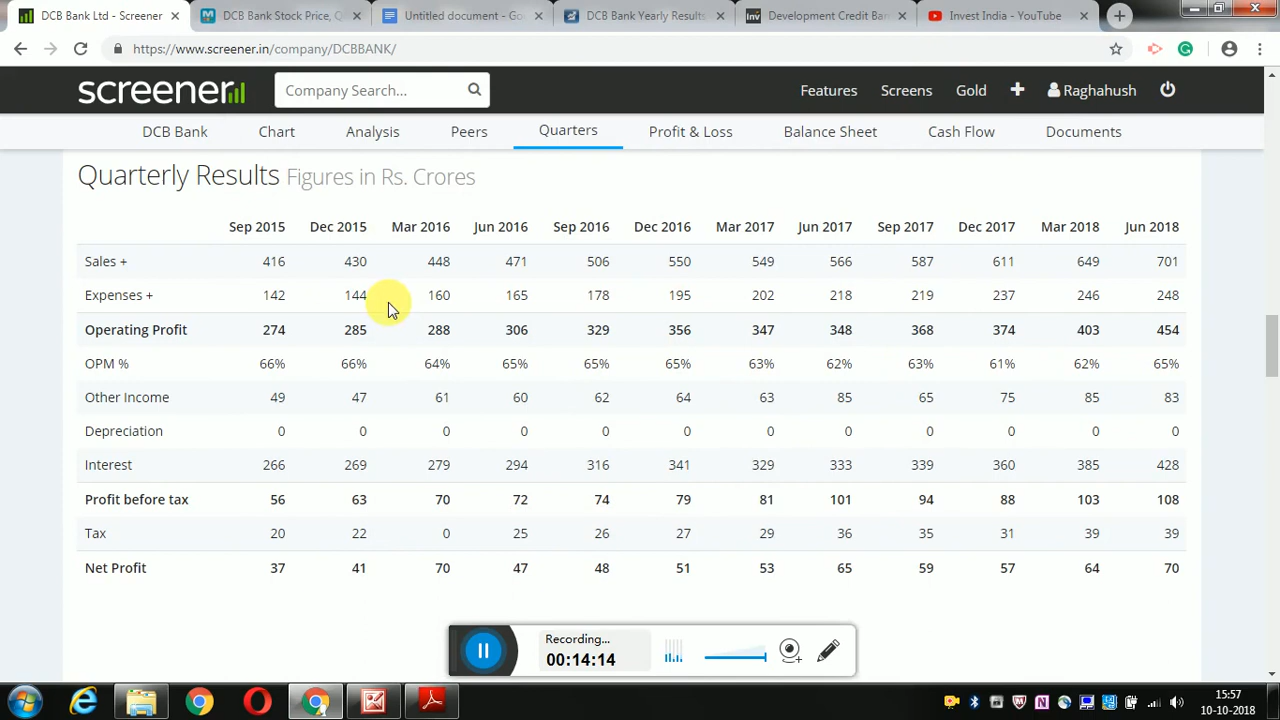 DCB Bank Ltd - Screener
DCB Bank Stock Price, Q
Untitled document - G
DCB Bank Yearly Results
Inv Development Credit Ba
Invest India - YouTube
https://www.screener.in/company/DCBBANK/
screener
Company Search...
Features Screens Gold Raghahush
DCB Bank Chart Analysis Peers Quarters Profit & Loss Balance Sheet Cash Flow Documents
Quarterly Results Figures in Rs. Crores
Sep 2015 Dec 2015 Mar 2016 Jun 2016 Sep 2016 Dec 2016 Mar 2017 Jun 2017 Sep 2017 Dec 2017 Mar 2018 Jun 2018
Sales + 416 430 448 471 506 550 549 566 587 611 649 701
Expenses + 142 144 160 165 178 195 202 218 219 237 246 248
Operating Profit 274 285 288 306 329 356 347 348 368 374 403 454
OPM % 66% 66% 64% 65% 65% 65% 63% 62% 63% 61% 62% 65%
Other Income 49 47 61 60 62 64 63 85 65 75 85 83
Depreciation 0 0 0 0 0 0 0 0 0 0 0 0
Interest 266 269 279 294 316 341 329 333 339 360 385 428
Profit before tax 56 63 70 72 74 79 81 101 94 88 103 108
Tax 20 22 0 25 26 27 29 36 35 31 39 39
Net Profit 37 41 70 47 48 51 53 65 59 57 64 70
Recording...
00:14:14
15:57
10-10-2018